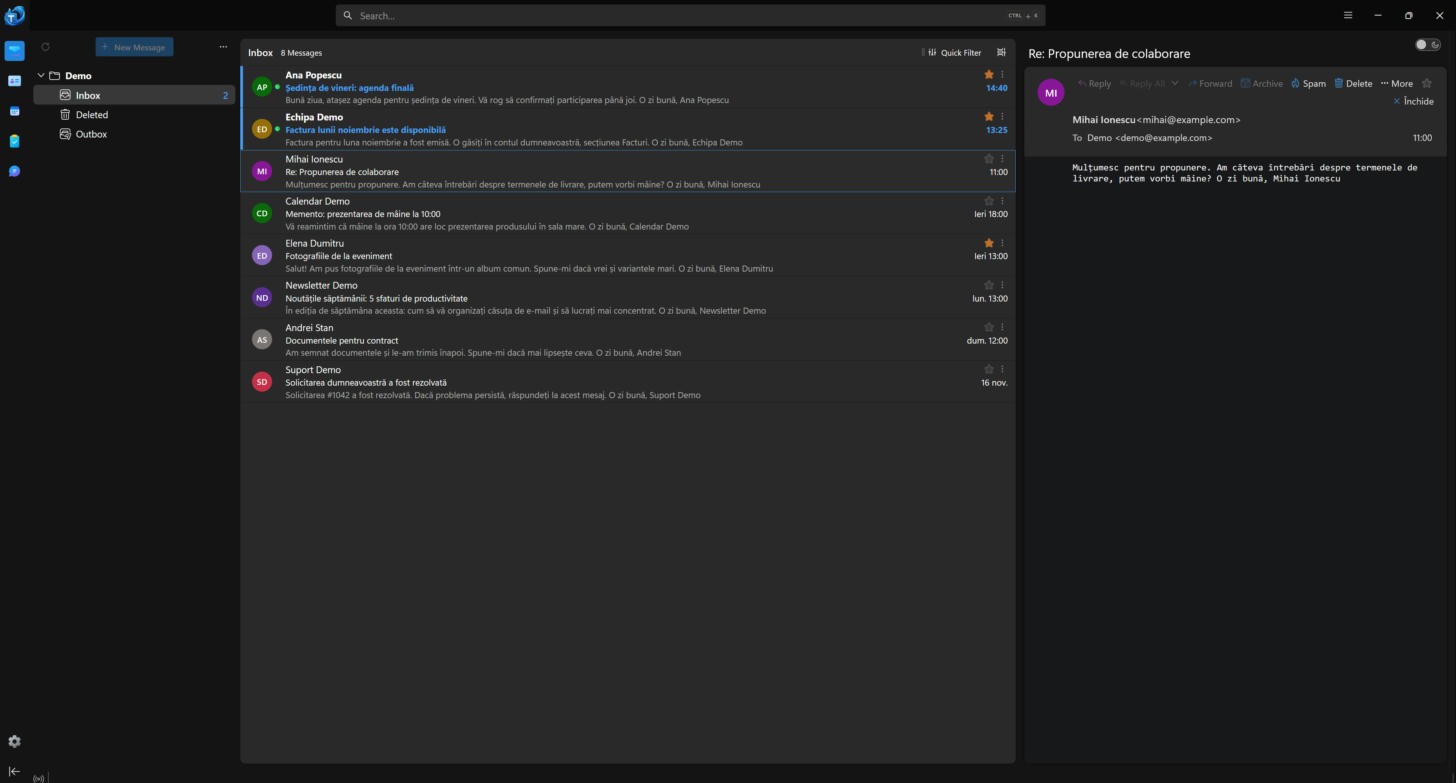 Search...
CTRL + K
New Message
Demo
Inbox 2
Deleted
Outbox
Inbox 8 Messages
Quick Filter
AP
Ana Popescu
Ședința de vineri: agenda finală 14:40
Bună ziua, atașez agenda pentru ședința de vineri. Vă rog să confirmați participarea până joi. O zi bună, Ana Popescu
ED
Echipa Demo
Factura lunii noiembrie este disponibilă 13:25
Factura pentru luna noiembrie a fost emisă. O găsiți în contul dumneavoastră, secțiunea Facturi. O zi bună, Echipa Demo
MI
Mihai Ionescu
Re: Propunerea de colaborare 11:00
Mulțumesc pentru propunere. Am câteva întrebări despre termenele de livrare, putem vorbi mâine? O zi bună, Mihai Ionescu
CD
Calendar Demo
Memento: prezentarea de mâine la 10:00 Ieri 18:00
Vă reamintim că mâine la ora 10:00 are loc prezentarea produsului în sala mare. O zi bună, Calendar Demo
ED
Elena Dumitru
Fotografiile de la eveniment Ieri 13:00
Salut! Am pus fotografiile de la eveniment într-un album comun. Spune-mi dacă vrei și variantele mari. O zi bună, Elena Dumitru
ND
Newsletter Demo
Noutățile săptămânii: 5 sfaturi de productivitate lun. 13:00
În ediția de săptămâna aceasta: cum să vă organizați căsuța de e-mail și să lucrați mai concentrat. O zi bună, Newsletter Demo
AS
Andrei Stan
Documentele pentru contract dum. 12:00
Am semnat documentele și le-am trimis înapoi. Spune-mi dacă mai lipsește ceva. O zi bună, Andrei Stan
SD
Suport Demo
Solicitarea dumneavoastră a fost rezolvată 16 nov.
Solicitarea #1042 a fost rezolvată. Dacă problema persistă, răspundeți la acest mesaj. O zi bună, Suport Demo
Re: Propunerea de colaborare
MI
Reply Reply All Forward Archive Spam Delete More
Închide
Mihai Ionescu<mihai@example.com>
To Demo <demo@example.com> 11:00
Mulțumesc pentru propunere. Am câteva întrebări despre termenele de
livrare, putem vorbi mâine? O zi bună, Mihai Ionescu